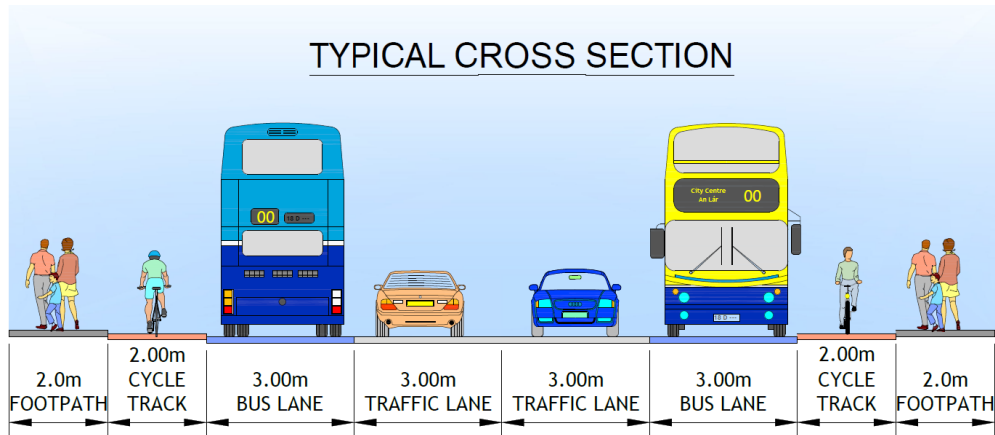 TYPICAL CROSS SECTION
00
18 D
City Centre
An Lár
00
18 D
2.0m
FOOTPATH
2.00m
CYCLE
TRACK
3.00m
BUS LANE
3.00m
TRAFFIC LANE
3.00m
TRAFFIC LANE
3.00m
BUS LANE
2.00m
CYCLE
TRACK
2.0m
FOOTPATH